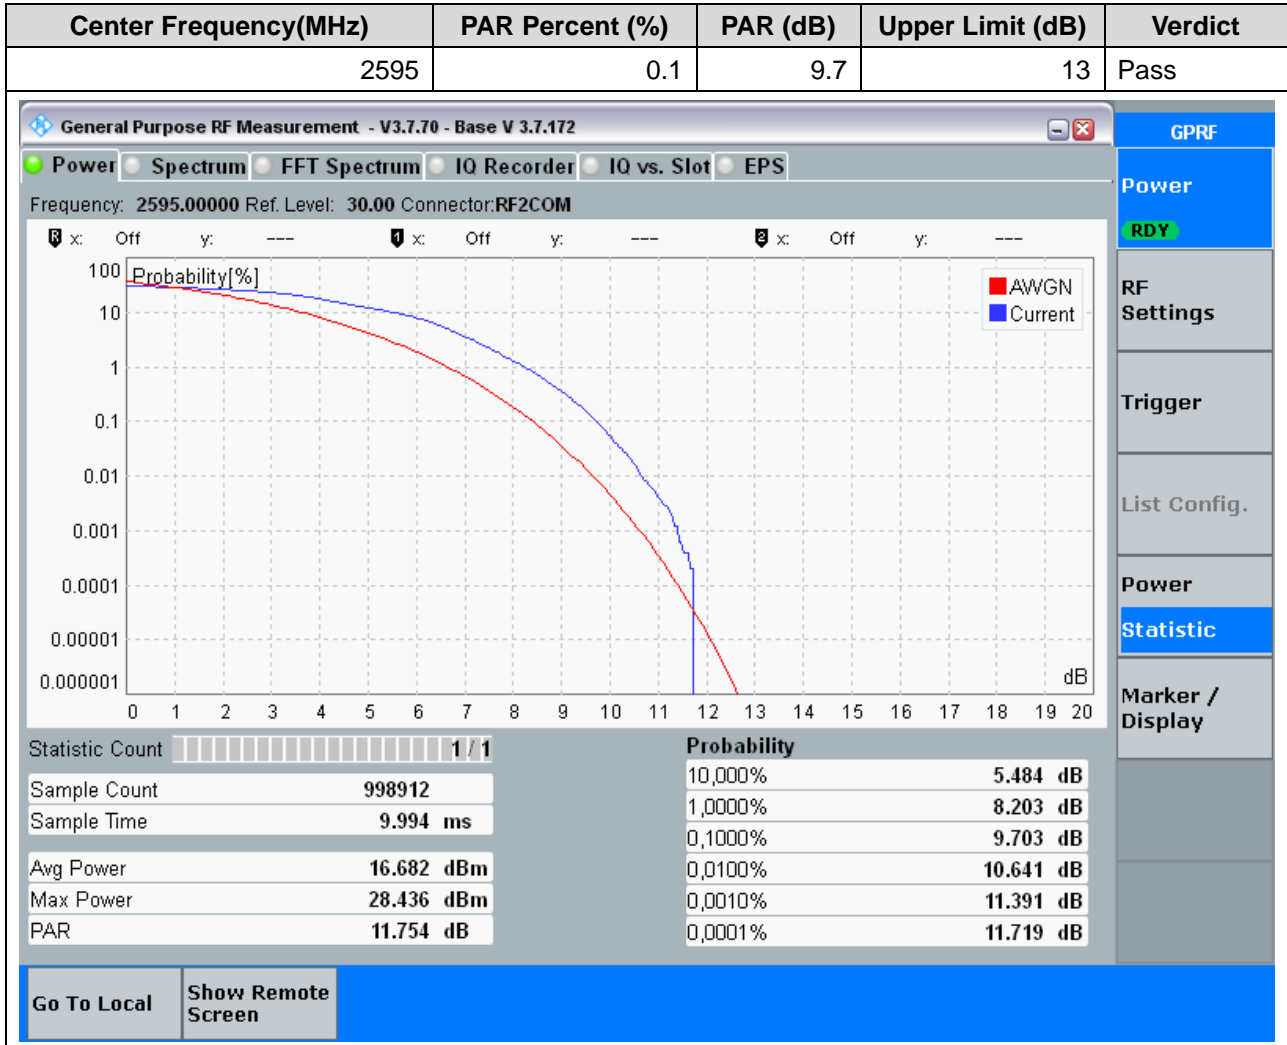 Center Frequency(MHz) PAR Percent (%) PAR (dB) Upper Limit (dB) Verdict
2595 0.1 9.7 13 Pass
General Purpose RF Measurement - V3.7.70 - Base V 3.7.172
GPRF
Power Spectrum FFT Spectrum IQ Recorder IQ vs. Slot EPS
Power
RDY
Frequency: 2595.00000 Ref. Level: 30.00 Connector:RF2COM
R x: Off y: --- 1 x: Off y: --- 2 x: Off y: ---
Probability[%]
AWGN
Current
100
10
1
0.1
0.01
0.001
0.0001
0.00001
0.000001
dB
0 1 2 3 4 5 6 7 8 9 10 11 12 13 14 15 16 17 18 19 20
RF
Settings
Trigger
List Config.
Power
Statistic
Marker /
Display
Statistic Count 1 / 1
Sample Count 998912
Sample Time 9.994 ms
Avg Power 16.682 dBm
Max Power 28.436 dBm
PAR 11.754 dB
Probability
10,000% 5.484 dB
1,0000% 8.203 dB
0,1000% 9.703 dB
0,0100% 10.641 dB
0,0010% 11.391 dB
0,0001% 11.719 dB
Go To Local
Show Remote
Screen